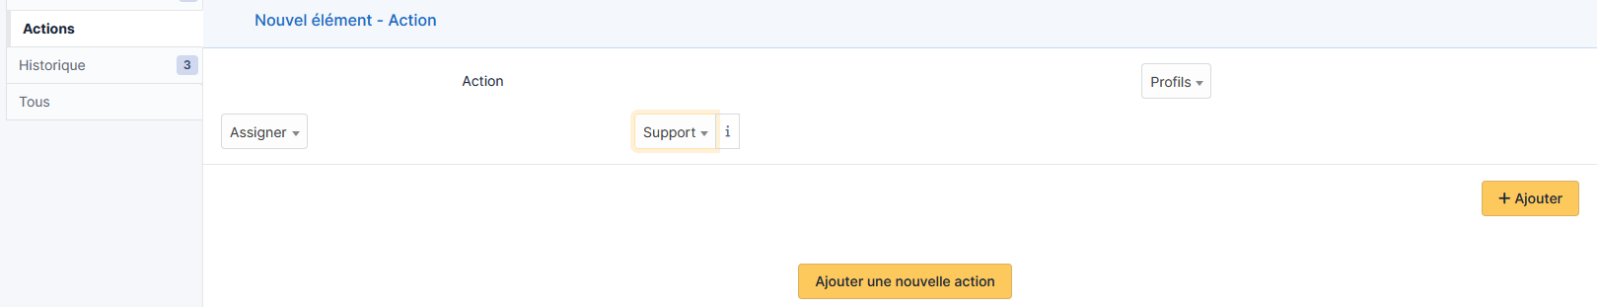 Nouvel élément - Action
Actions
Historique 3
Tous
Action Profils
Assigner Support i
+ Ajouter
Ajouter une nouvelle action